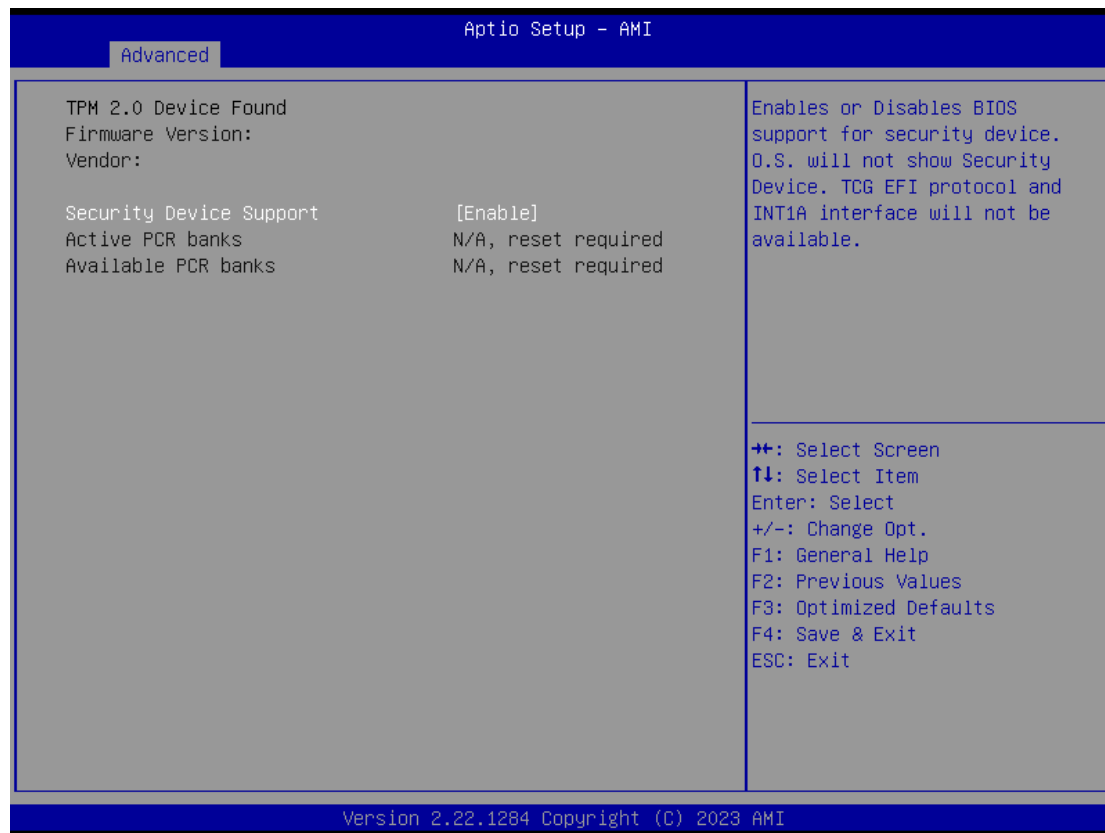 Aptio Setup – AMI
Advanced
TPM 2.0 Device Found
Firmware Version:
Vendor:
Security Device Support [Enable]
Active PCR banks N/A, reset required
Available PCR banks N/A, reset required
Enables or Disables BIOS
support for security device.
O.S. will not show Security
Device. TCG EFI protocol and
INT1A interface will not be
available.
→←: Select Screen
↑↓: Select Item
Enter: Select
+/-: Change Opt.
F1: General Help
F2: Previous Values
F3: Optimized Defaults
F4: Save & Exit
ESC: Exit
Version 2.22.1284 Copyright (C) 2023 AMI